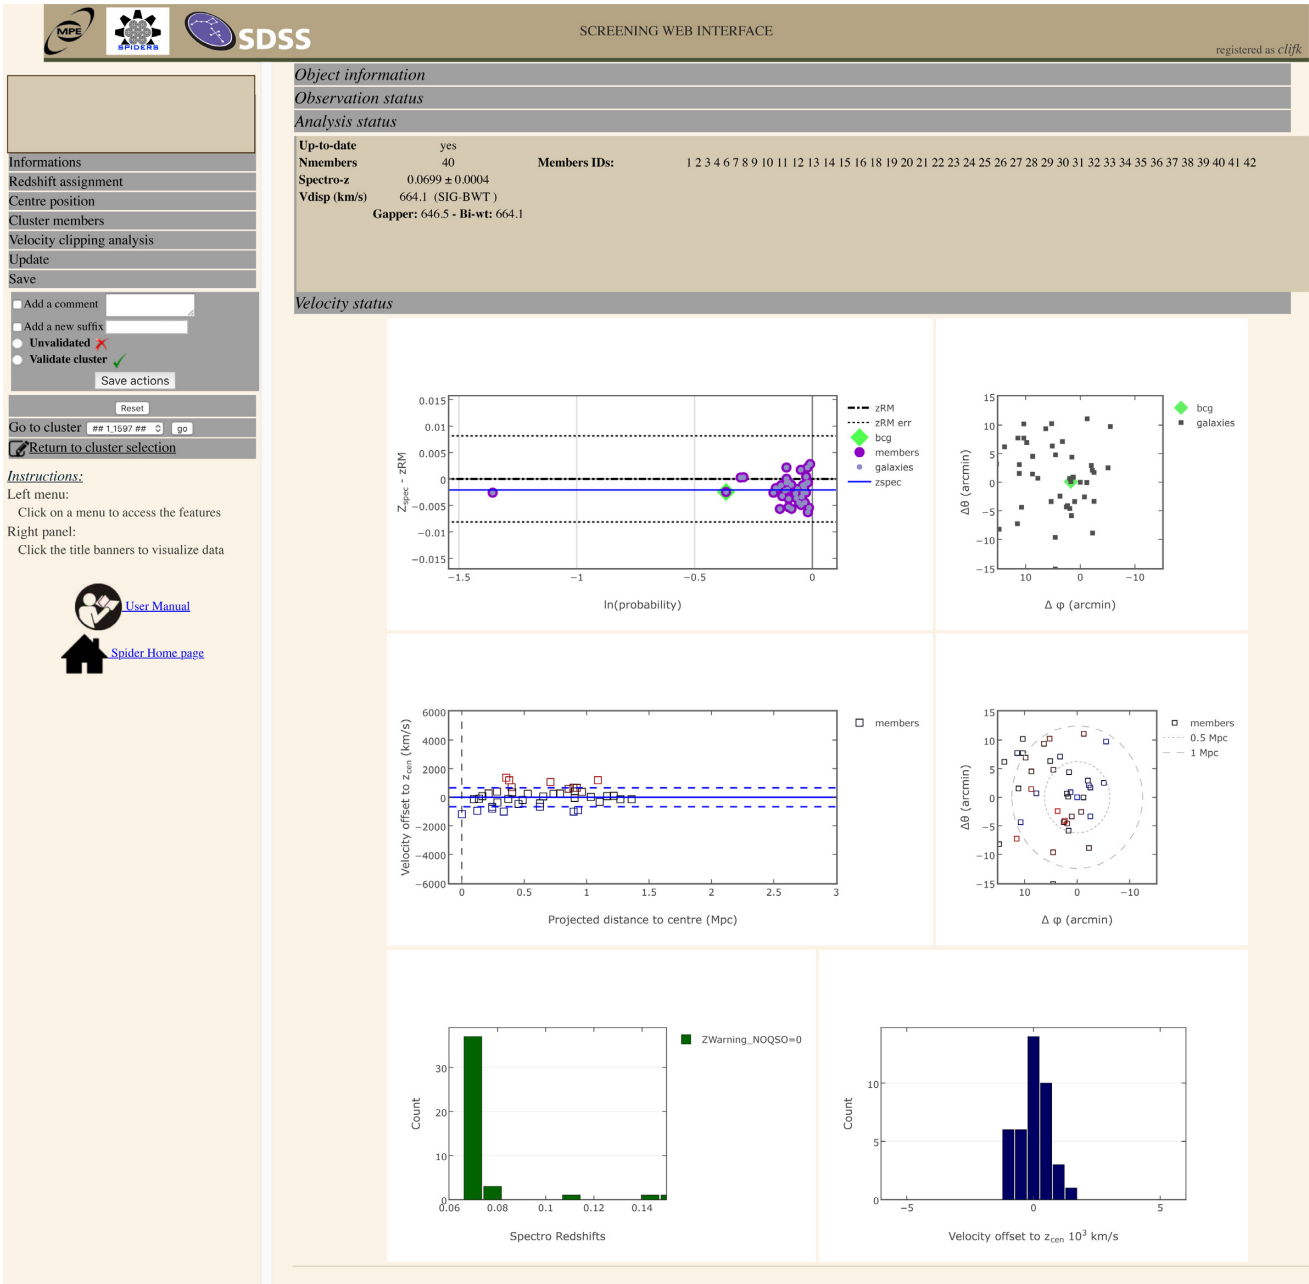 MPE
SPIDERS
SDSS
SCREENING WEB INTERFACE
registered as clifk
Informations
Redshift assignment
Centre position
Cluster members
Velocity clipping analysis
Update
Save
Add a comment
Add a new suffix
Unvalidated
Validate cluster
Save actions
Reset
Go to cluster ## 1_1597 ## go
Return to cluster selection
Instructions:
Left menu:
Click on a menu to access the features
Right panel:
Click the title banners to visualize data
User Manual
Spider Home page
Object information
Observation status
Analysis status
Up-to-date yes
Nmembers 40 Members IDs: 1 2 3 4 6 7 8 9 10 11 12 13 14 15 16 18 19 20 21 22 23 24 25 26 27 28 29 30 31 32 33 34 35 36 37 38 39 40 41 42
Spectro-z 0.0699 ± 0.0004
Vdisp (km/s) 664.1 (SIG-BWT )
Gapper: 646.5 - Bi-wt: 664.1
Velocity status
0.015
0.01
0.005
0
−0.005
−0.01
−0.015
Zspec - zRM
−1.5 −1 −0.5 0
ln(probability)
zRM
zRM err
bcg
members
galaxies
zspec
15
10
5
0
−5
−10
−15
Δθ (arcmin)
10 0 −10
Δ φ (arcmin)
bcg
galaxies
6000
4000
2000
0
−2000
−4000
−6000
Velocity offset to zcen (km/s)
0 0.5 1 1.5 2 2.5 3
Projected distance to centre (Mpc)
members
15
10
5
0
−5
−10
−15
Δθ (arcmin)
10 0 −10
Δ φ (arcmin)
members
0.5 Mpc
1 Mpc
30
20
10
0
Count
0.06 0.08 0.1 0.12 0.14
Spectro Redshifts
ZWarning_NOQSO=0
10
5
0
Count
−5 0 5
Velocity offset to zcen 10³ km/s